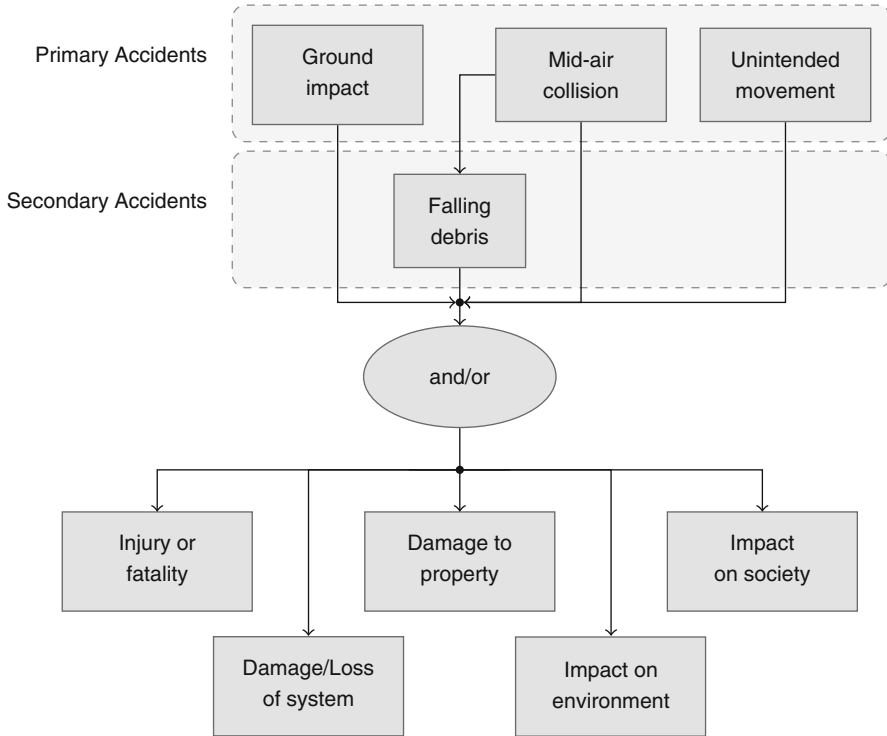 Primary Accidents
Ground
impact
Mid-air
collision
Unintended
movement
Secondary Accidents
Falling
debris
and/or
Injury or
fatality
Damage to
property
Impact
on society
Damage/Loss
of system
Impact on
environment